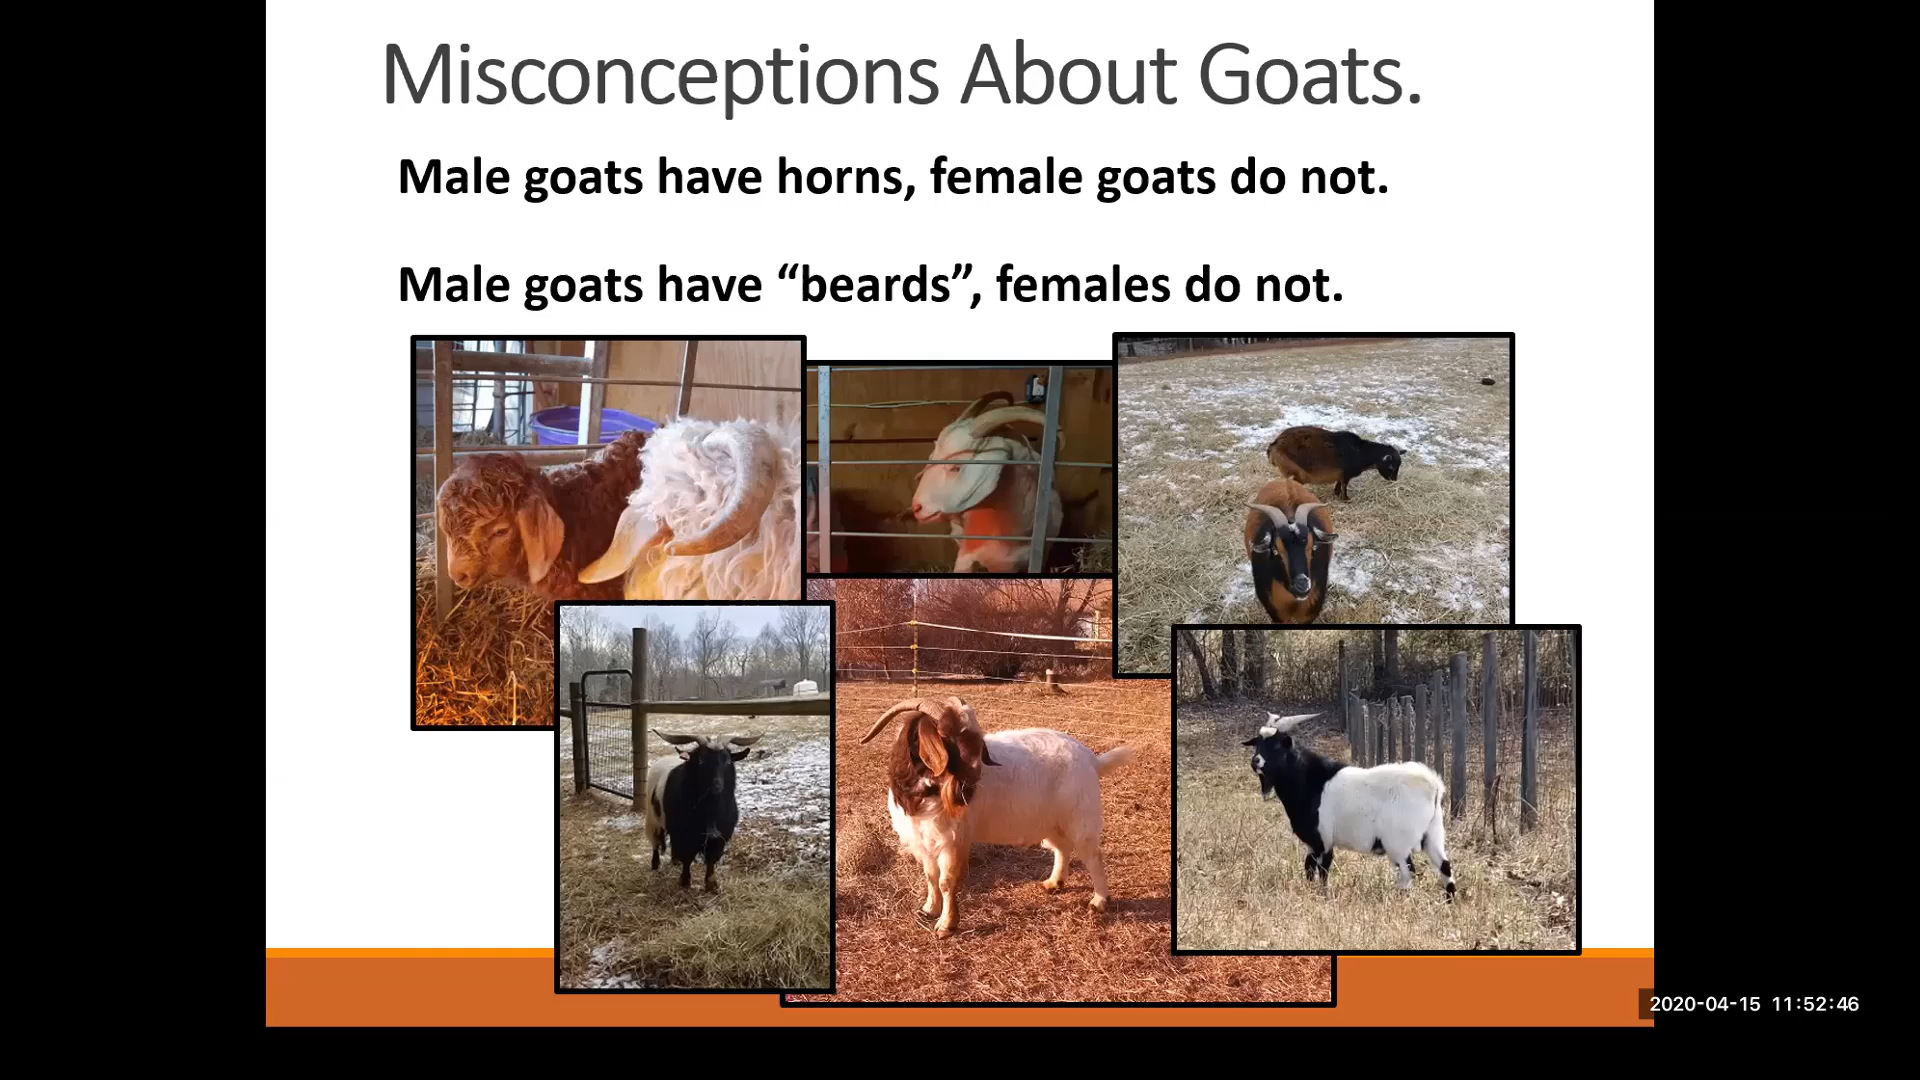 Misconceptions About Goats.
Male goats have horns, female goats do not.
Male goats have “beards”, females do not.
2020-04-15 11:52:46